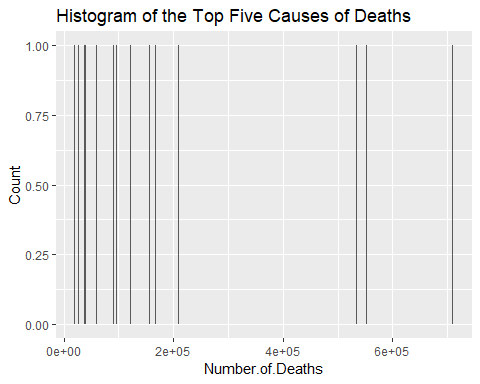 Histogram of the Top Five Causes of Deaths
1.00
0.75
0.50
0.25
0.00
Count
0e+00 2e+05 4e+05 6e+05
Number.of.Deaths